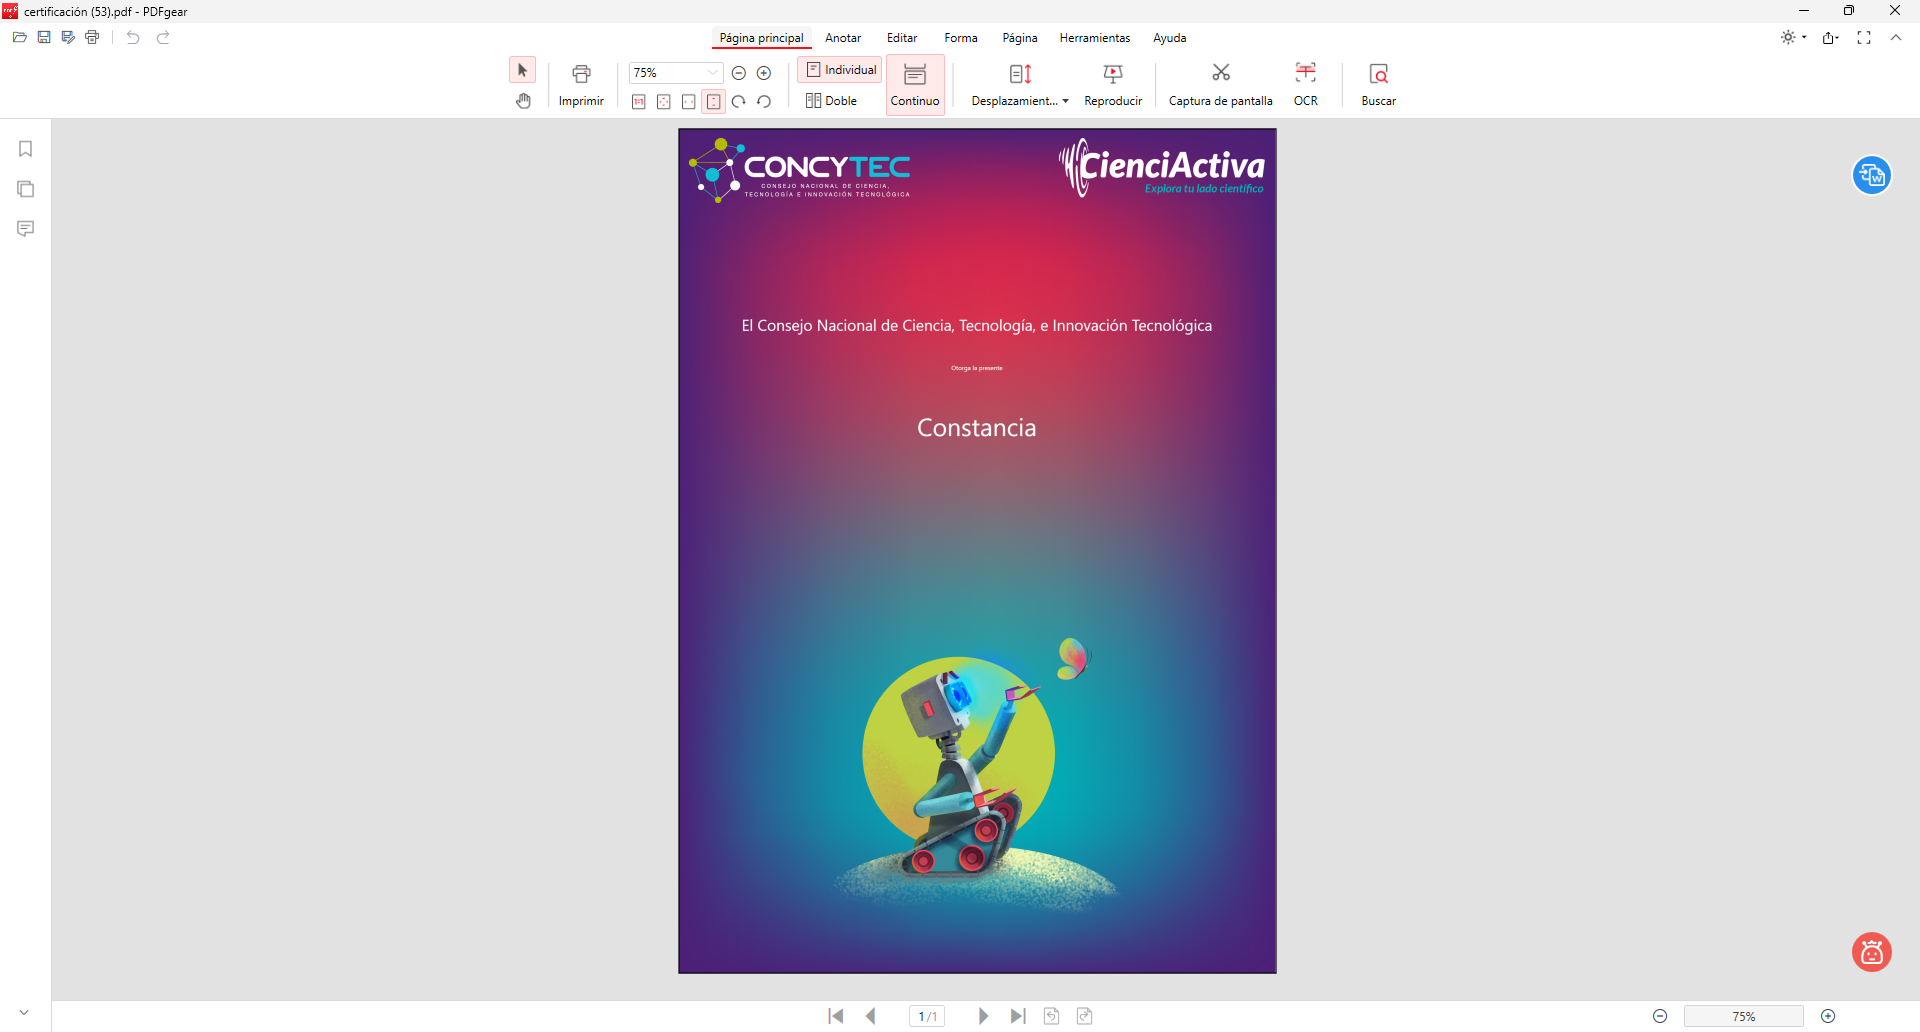 certificación (53).pdf - PDFgear
Página principal
Anotar
Editar
Forma
Página
Herramientas
Ayuda
75%
Imprimir
1:1
Individual
Doble
Continuo
Desplazamient...
Reproducir
Captura de pantalla
OCR
Buscar
CONCYTEC
CONSEJO NACIONAL DE CIENCIA,
TECNOLOGÍA E INNOVACIÓN TECNOLÓGICA
CienciActiva
Explora tu lado científico
El Consejo Nacional de Ciencia, Tecnología, e Innovación Tecnológica
Otorga la presente
Constancia
1 /1
75%